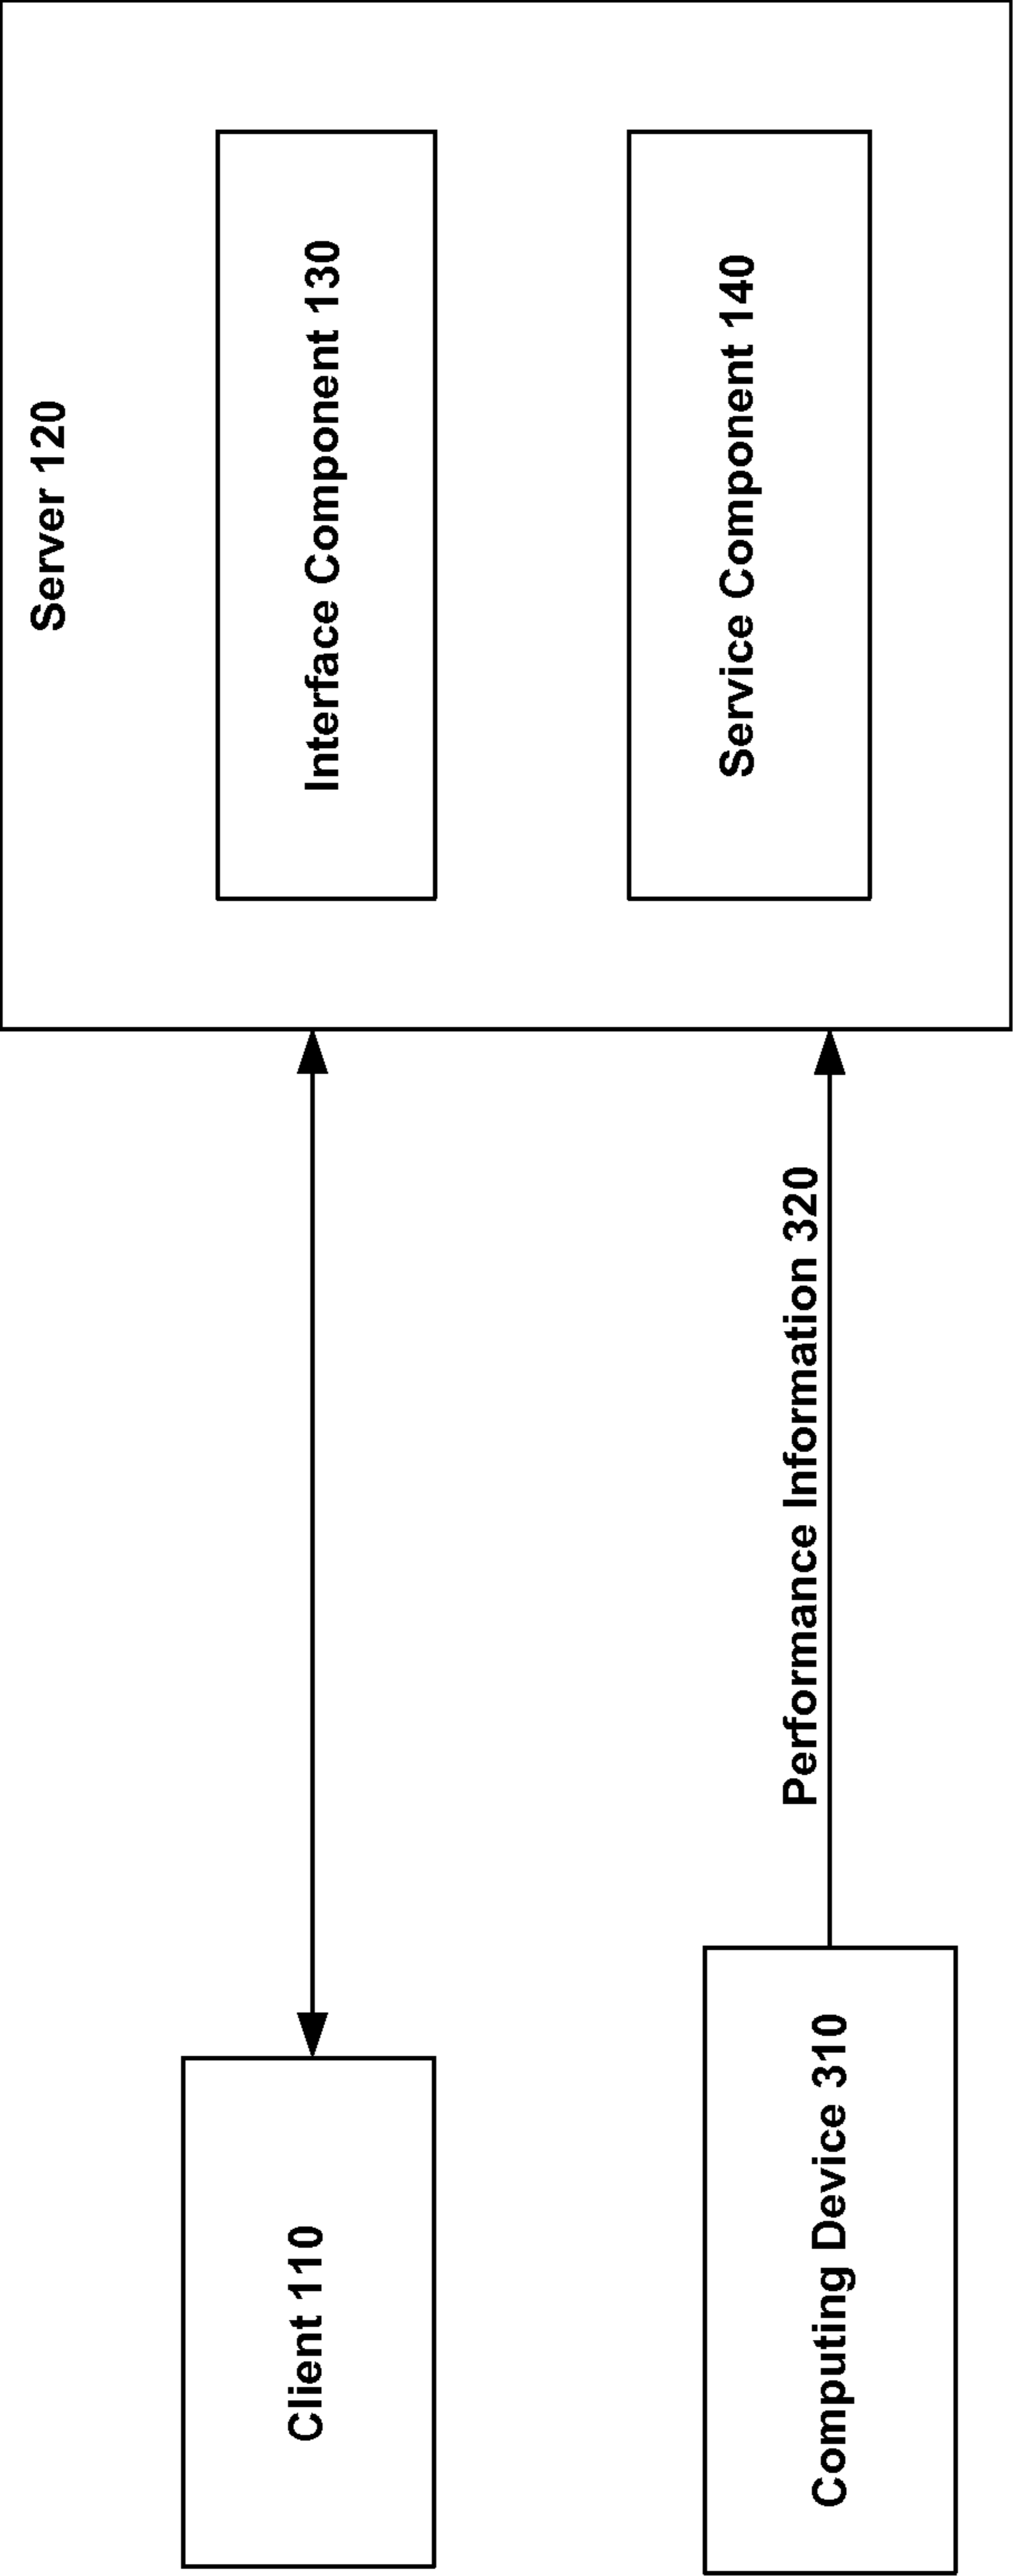 Server 120
Interface Component 130
Service Component 140
Client 110
Performance Information 320
Computing Device 310